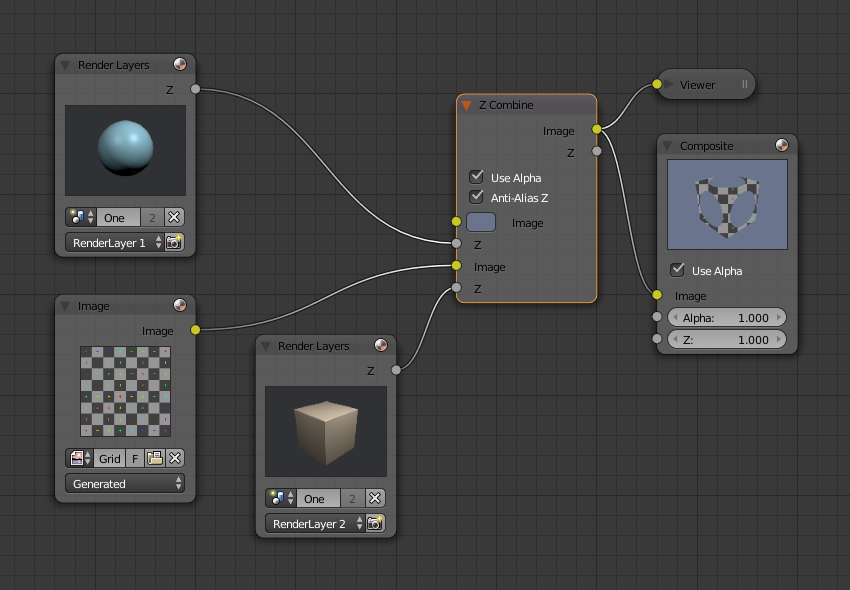 Render Layers
Z
One
2
RenderLayer 1
Image
Image
Grid
F
Generated
Render Layers
Z
One
2
RenderLayer 2
Z Combine
Image
Z
Use Alpha
Anti-Alias Z
Image
Z
Image
Z
Viewer
Composite
Use Alpha
Image
Alpha: 1.000
Z: 1.000